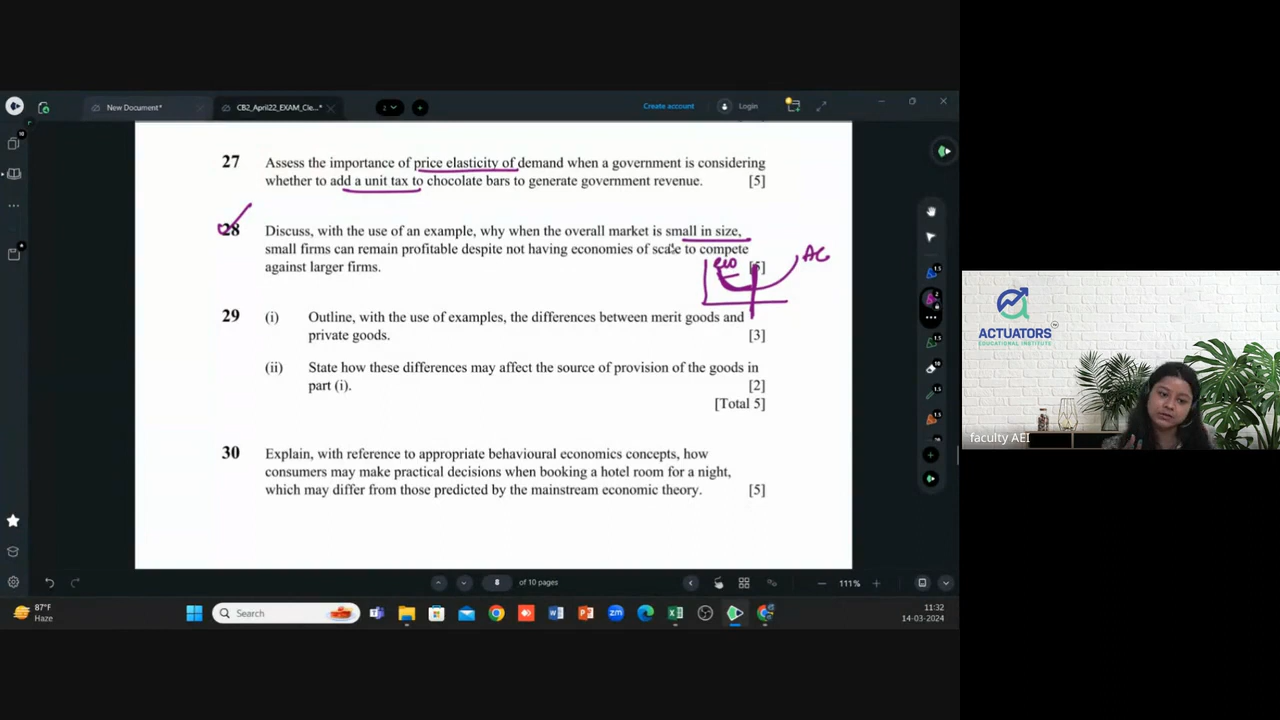 New Document*
CB2_April22_EXAM_Cle...*
2
Create account
Login
27 Assess the importance of price elasticity of demand when a government is considering
whether to add a unit tax to chocolate bars to generate government revenue. [5]
28 Discuss, with the use of an example, why when the overall market is small in size,
small firms can remain profitable despite not having economies of scale to compete
against larger firms. [5]
AC
29 (i) Outline, with the use of examples, the differences between merit goods and
private goods. [3]
(ii) State how these differences may affect the source of provision of the goods in
part (i). [2]
[Total 5]
30 Explain, with reference to appropriate behavioural economics concepts, how
consumers may make practical decisions when booking a hotel room for a night,
which may differ from those predicted by the mainstream economic theory. [5]
8 of 10 pages
111%
87°F
Haze
Search
11:32
14-03-2024
ACTUATORS
EDUCATIONAL INSTITUTE
faculty AEI